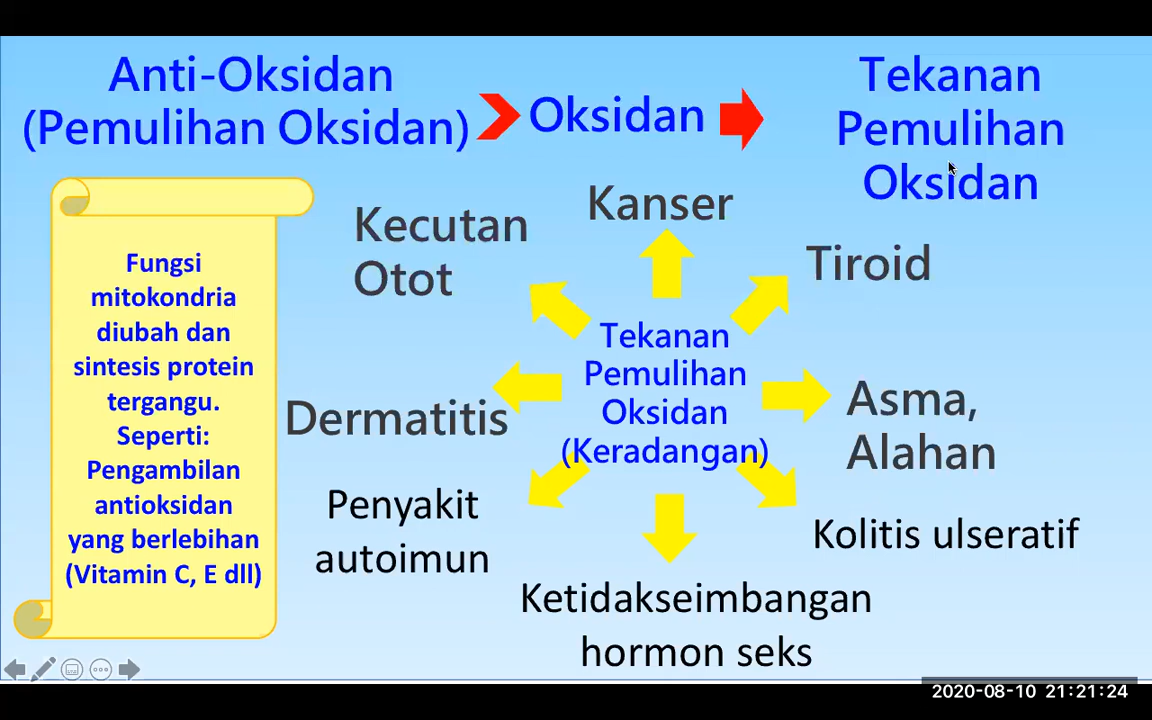 Anti-Oksidan
(Pemulihan Oksidan)
Oksidan
Tekanan
Pemulihan
Oksidan
Fungsi
mitokondria
diubah dan
sintesis protein
tergangu.
Seperti:
Pengambilan
antioksidan
yang berlebihan
(Vitamin C, E dll)
Kecutan
Otot
Kanser
Tiroid
Tekanan
Pemulihan
Oksidan
(Keradangan)
Dermatitis
Asma,
Alahan
Penyakit
autoimun
Kolitis ulseratif
Ketidakseimbangan
hormon seks
2020-08-10 21:21:24